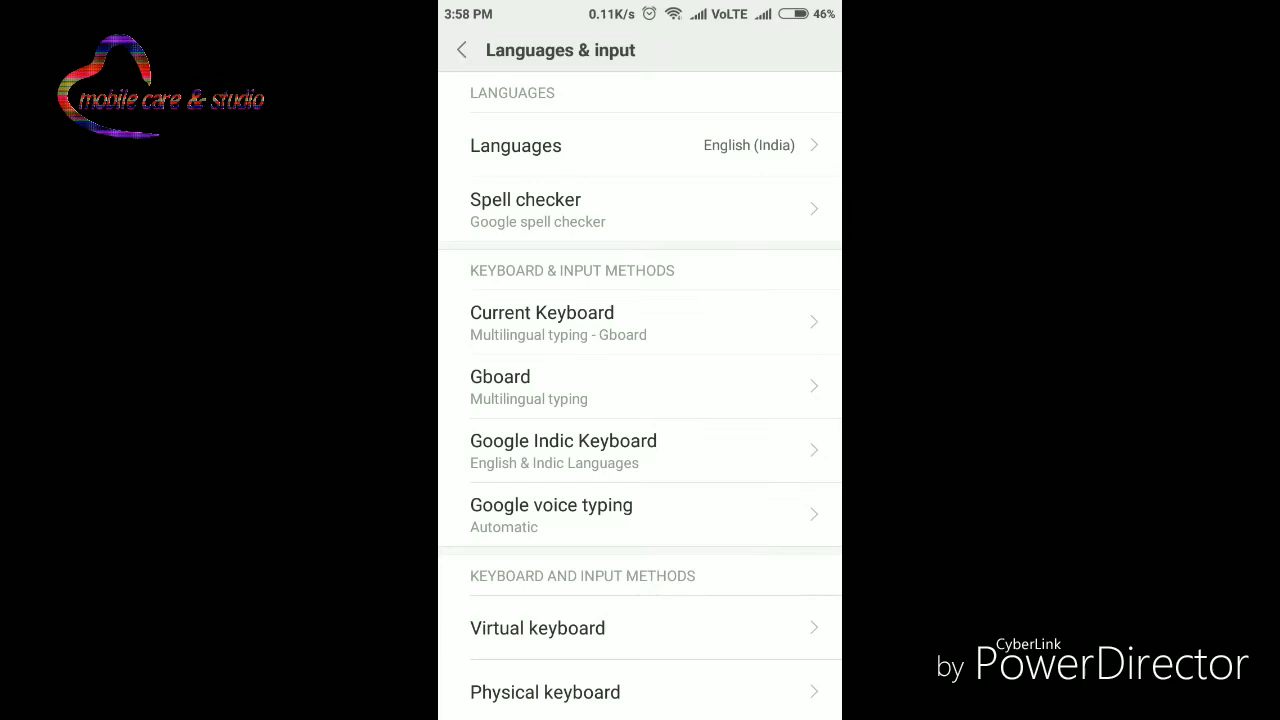 3:58 PM 0.11K/s VoLTE 46%
mobile care & studio
Languages & input
LANGUAGES
Languages English (India)
Spell checker
Google spell checker
KEYBOARD & INPUT METHODS
Current Keyboard
Multilingual typing - Gboard
Gboard
Multilingual typing
Google Indic Keyboard
English & Indic Languages
Google voice typing
Automatic
KEYBOARD AND INPUT METHODS
Virtual keyboard
Physical keyboard
CyberLink
by PowerDirector